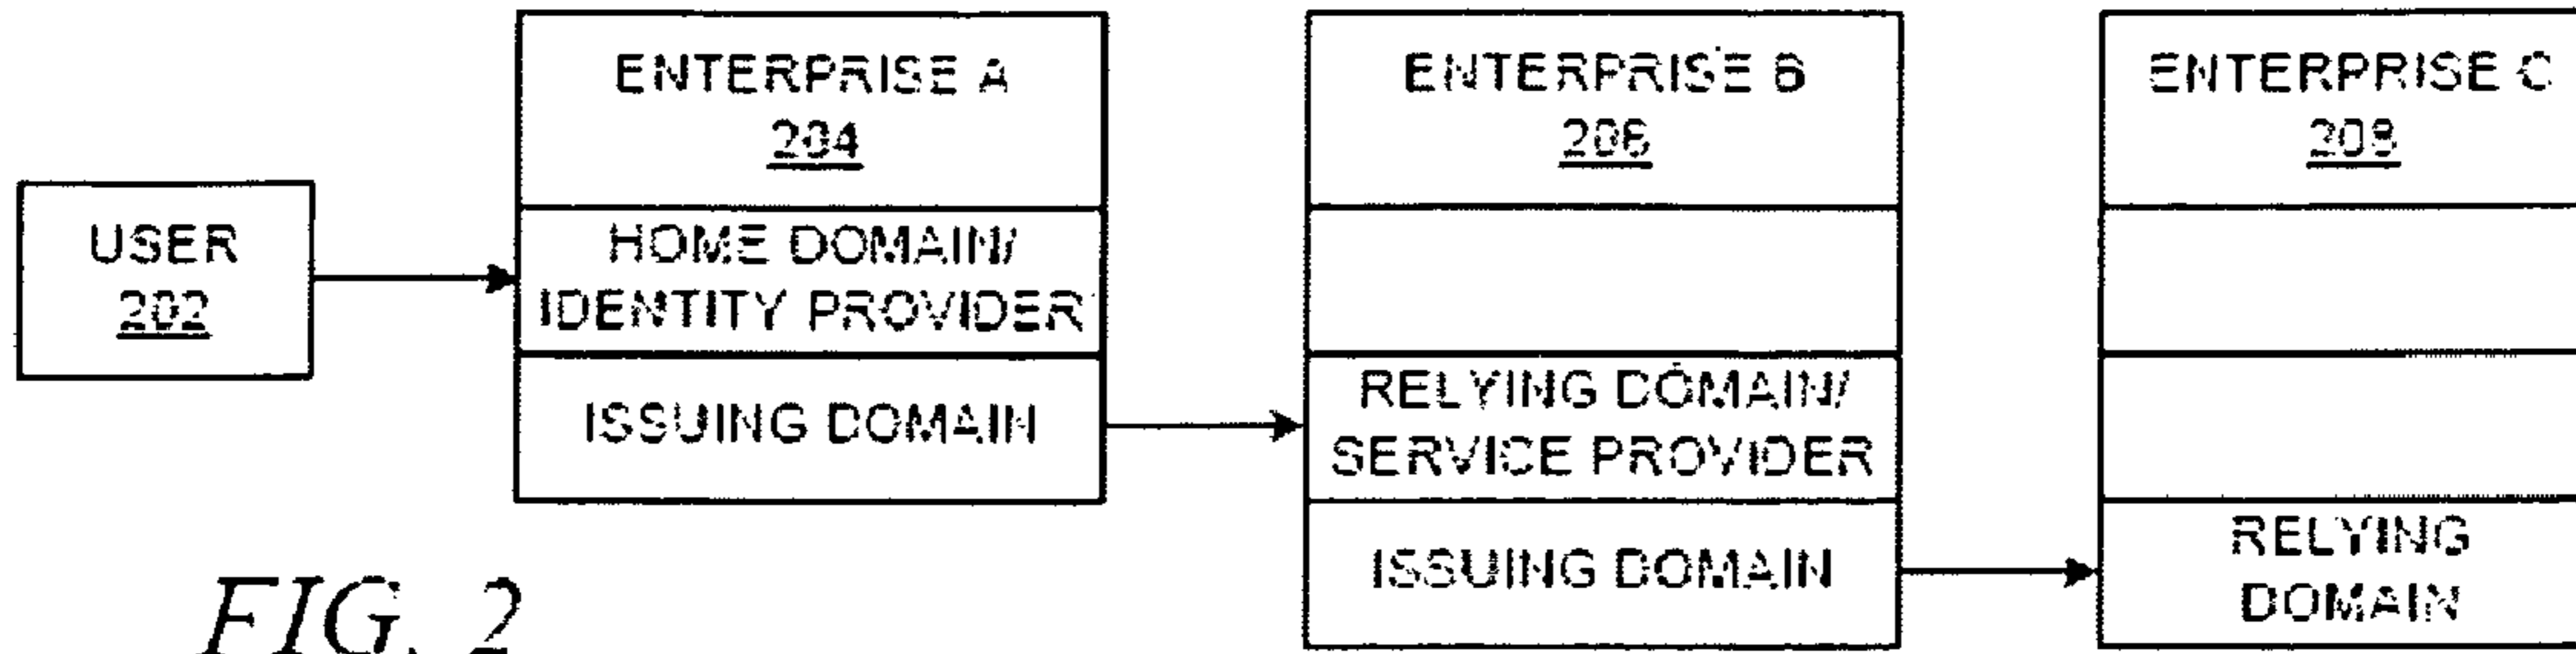 ENTERPRISE A
204
ENTERPRISE B
206
ENTERPRISE C
208
USER
202
HOME DOMAIN/
IDENTITY PROVIDER
ISSUING DOMAIN
RELYING DOMAIN/
SERVICE PROVIDER
ISSUING DOMAIN
RELYING
DOMAIN
FIG. 2